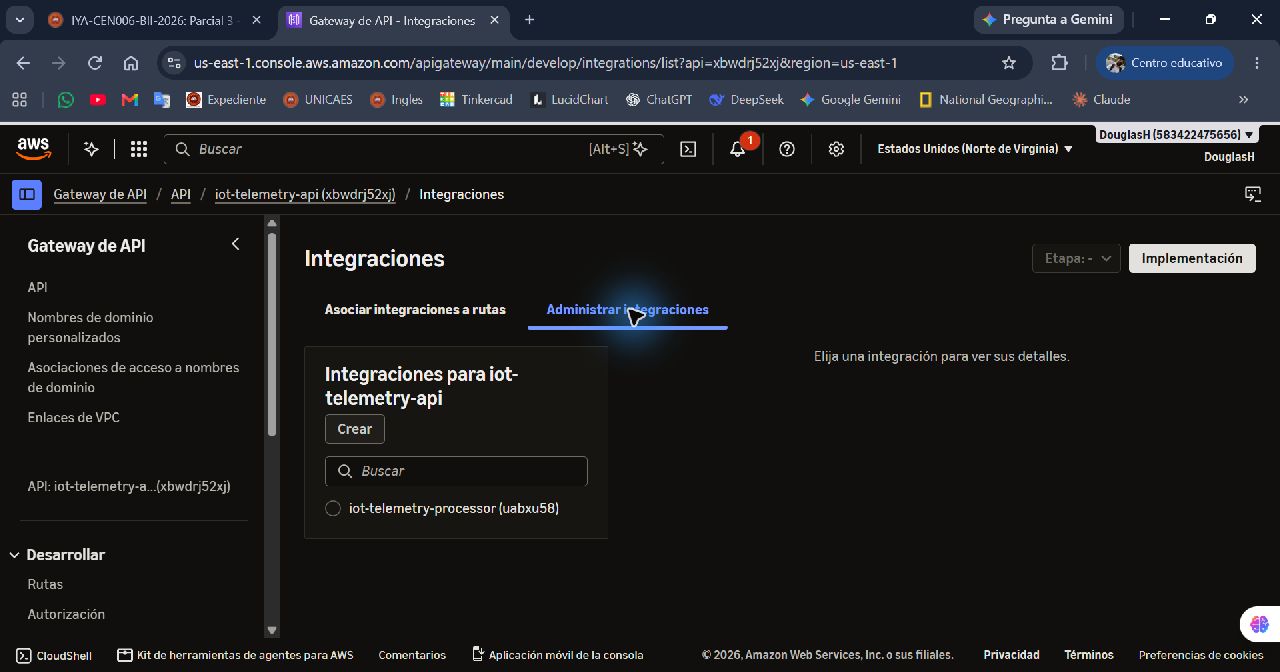 IYA-CEN006-BII-2026: Parcial 3 -
Gateway de API - Integraciones
Pregunta a Gemini
us-east-1.console.aws.amazon.com/apigateway/main/develop/integrations/list?api=xbwdrj52xj&region=us-east-1
Centro educativo
Expediente
UNICAES
Ingles
Tinkercad
LucidChart
ChatGPT
DeepSeek
Google Gemini
National Geographi...
Claude
aws
Buscar
[Alt+S]
1
Estados Unidos (Norte de Virginia)
DouglasH (583422475656)
DouglasH
Gateway de API / API / iot-telemetry-api (xbwdrj52xj) / Integraciones
Gateway de API
API
Nombres de dominio
personalizados
Asociaciones de acceso a nombres
de dominio
Enlaces de VPC
API: iot-telemetry-a...(xbwdrj52xj)
Desarrollar
Rutas
Autorización
Integraciones
Etapa: -
Implementación
Asociar integraciones a rutas
Administrar integraciones
Integraciones para iot-
telemetry-api
Crear
Buscar
iot-telemetry-processor (uabxu58)
Elija una integración para ver sus detalles.
CloudShell
Kit de herramientas de agentes para AWS
Comentarios
Aplicación móvil de la consola
© 2026, Amazon Web Services, Inc. o sus filiales.
Privacidad
Términos
Preferencias de cookies